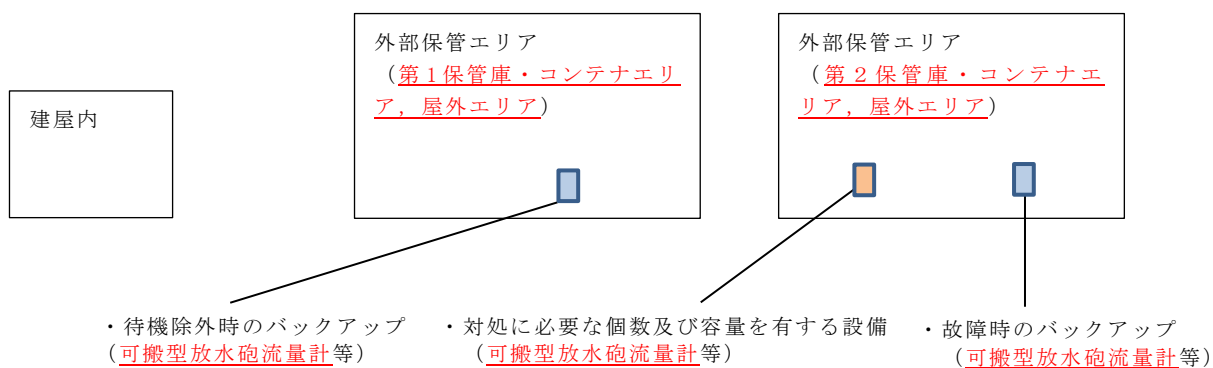 建屋内
外部保管エリア
（第１保管庫・コンテナエリ
ア，屋外エリア）
外部保管エリア
（第２保管庫・コンテナエ
リア，屋外エリア）
・待機除外時のバックアップ
（可搬型放水砲流量計等）
・対処に必要な個数及び容量を有する設備
（可搬型放水砲流量計等）
・故障時のバックアップ
（可搬型放水砲流量計等）